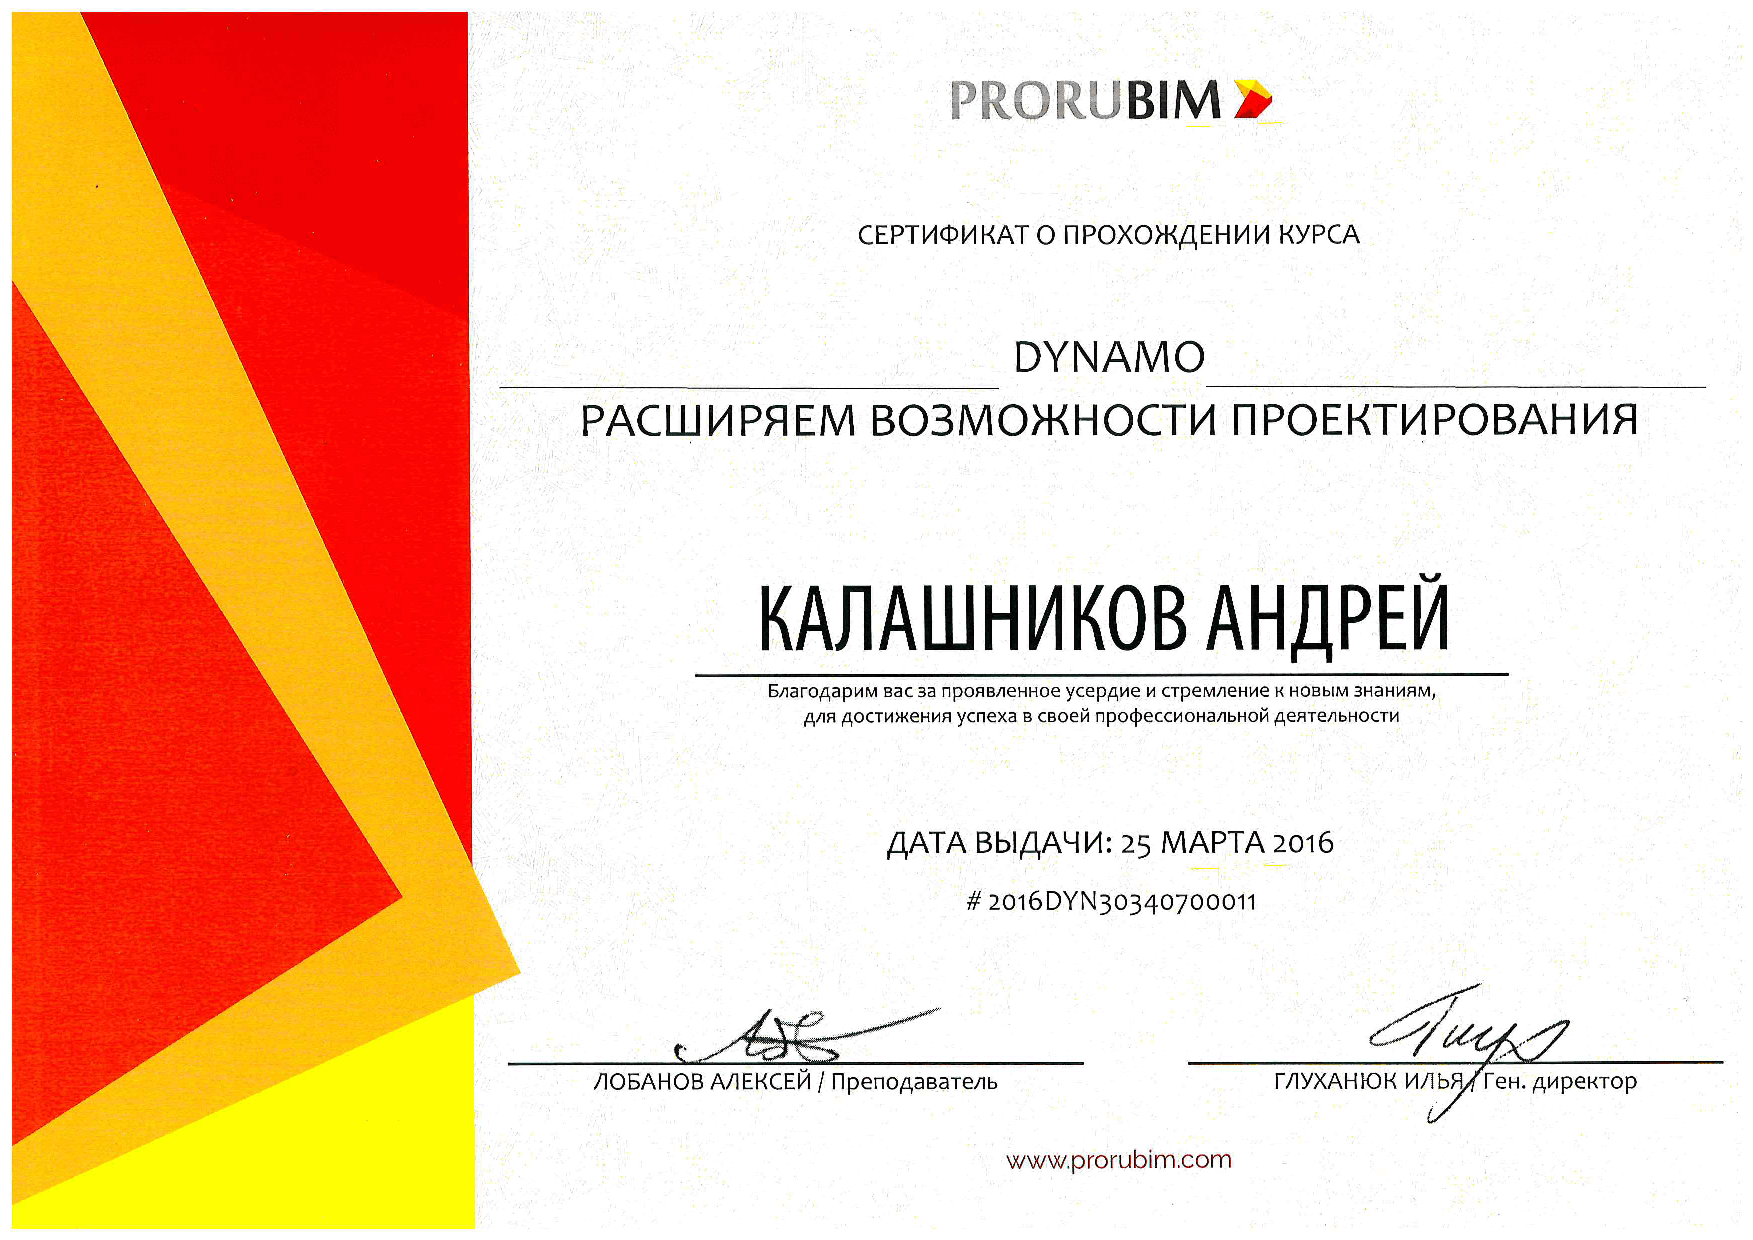 PRORUBIM
СЕРТИФИКАТ О ПРОХОЖДЕНИИ КУРСА
DYNAMO
РАСШИРЯЕМ ВОЗМОЖНОСТИ ПРОЕКТИРОВАНИЯ
КАЛАШНИКОВ АНДРЕЙ
Благодарим вас за проявленное усердие и стремление к новым знаниям,
для достижения успеха в своей профессиональной деятельности
ДАТА ВЫДАЧИ: 25 МАРТА 2016
# 2016DYN30340700011
ЛОБАНОВ АЛЕКСЕЙ / Преподаватель
ГЛУХАНЮК ИЛЬЯ / Ген. директор
www.prorubim.com